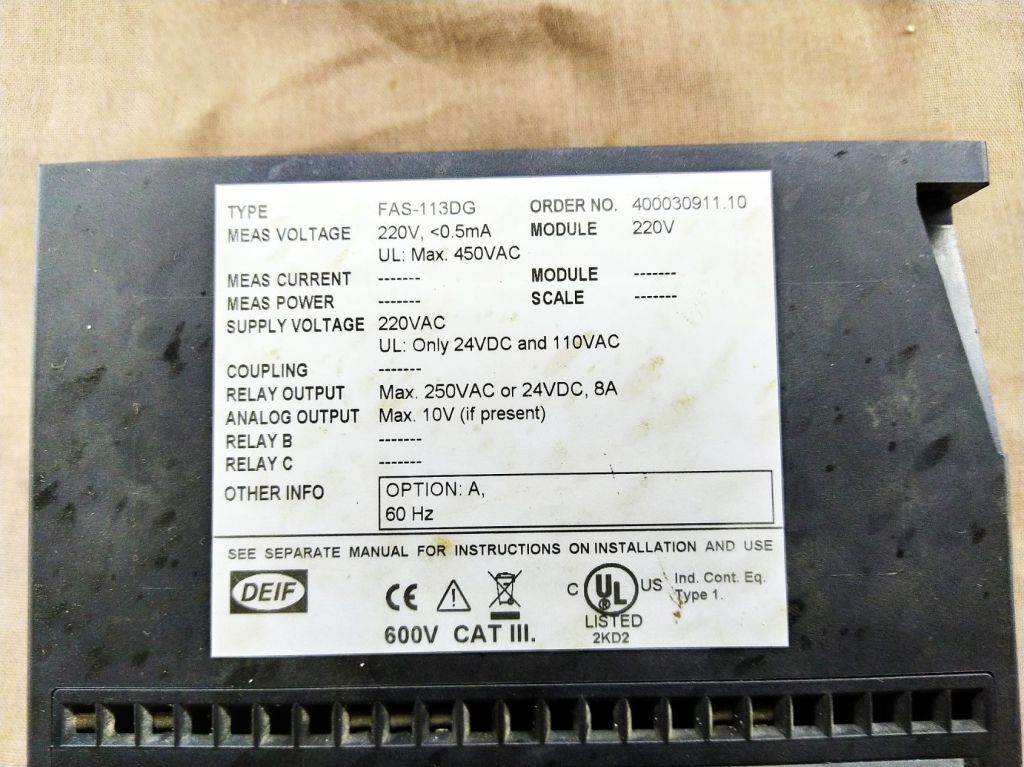 TYPE FAS-113DG ORDER NO. 400030911.10
MEAS VOLTAGE 220V, <0.5mA MODULE 220V
UL: Max. 450VAC
MEAS CURRENT ------- MODULE -------
MEAS POWER ------- SCALE -------
SUPPLY VOLTAGE 220VAC
UL: Only 24VDC and 110VAC
COUPLING -------
RELAY OUTPUT Max. 250VAC or 24VDC, 8A
ANALOG OUTPUT Max. 10V (if present)
RELAY B -------
RELAY C -------
OTHER INFO OPTION: A,
60 Hz
SEE SEPARATE MANUAL FOR INSTRUCTIONS ON INSTALLATION AND USE
DEIF CE C UL ® US Ind. Cont. Eq.
Type 1.
600V CAT III. LISTED
2KD2